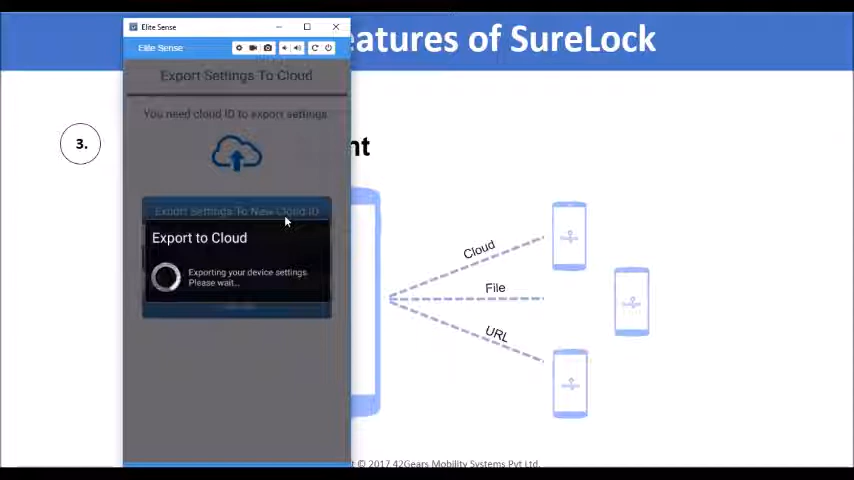 Elite Sense
Elite Sense
eatures of SureLock
Export Settings To Cloud
You need cloud ID to export settings
3.
nt
Export Settings To New Cloud ID
Export to Cloud
Exporting your device settings.
Please wait...
Cloud
File
URL
© 2017 42Gears Mobility Systems Pvt Ltd.